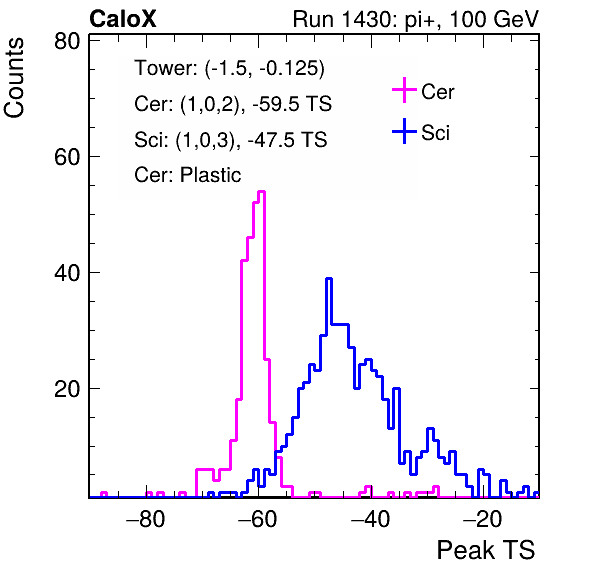 CaloX Run 1430: pi+, 100 GeV
Counts
80
60
40
20
Tower: (-1.5, -0.125)
Cer: (1,0,2), -59.5 TS
Sci: (1,0,3), -47.5 TS
Cer: Plastic
Cer
Sci
−80 −60 −40 −20
Peak TS